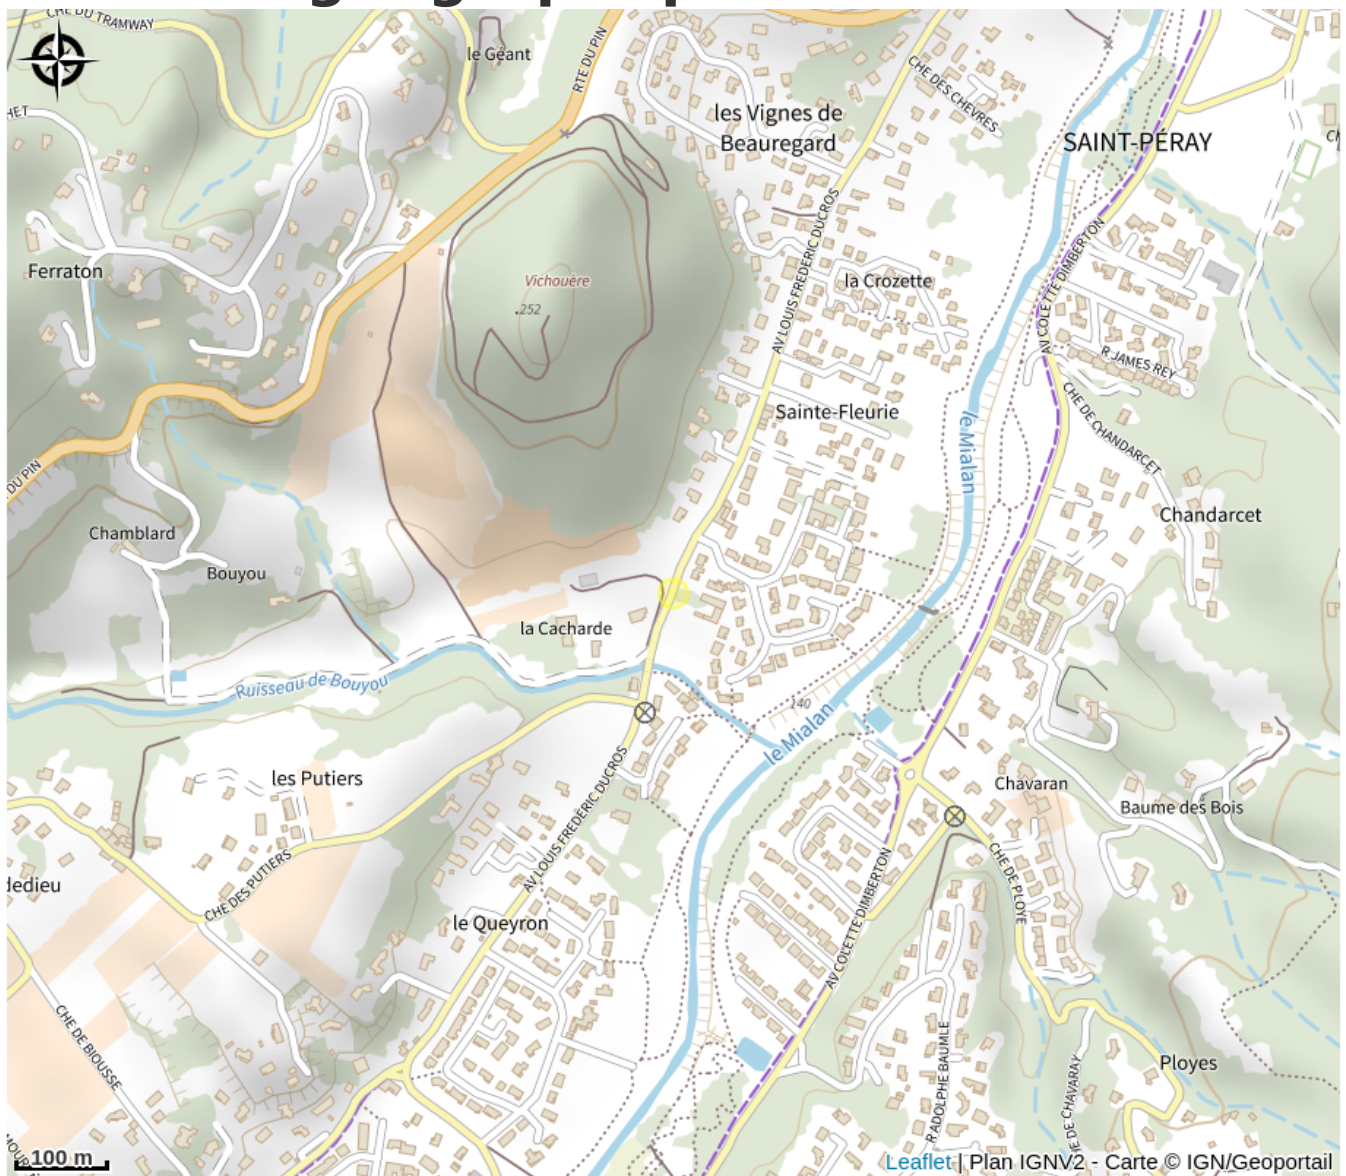 CHE DU TRAMWAY
le Géant
RTE DU PIN
CHE DES CHEVRES
les Vignes de
Beauregard
SAINT-PÉRAY
HET
AV LOUIS FREDERIC DUCROS
AV COLETTE DIMBERTON
Ferraton
Vichouère
.252
la Crozette
R JAMES REY
Sainte-Fleurie
CHE DE CHANDARCET
le Mialan
DU PIN
Chamblard
Chandarcet
Bouyou
la Cacharde
Ruisseau de Bouyou
140
le Mialan
les Putiers
AV LOUIS FREDERIC DUCROS
Chavaran
Baume des Bois
dedieu
CHE DES PUTIERS
CHE DE PLOYE
AV COLETTE DIMBERTON
le Queyron
CHE DE BIOUSSE
R ADOLPHE BAUMLE
E DE CHAVARAY
Ployes
100 m
Leaflet | Plan IGNV2 - Carte © IGN/Geoportail